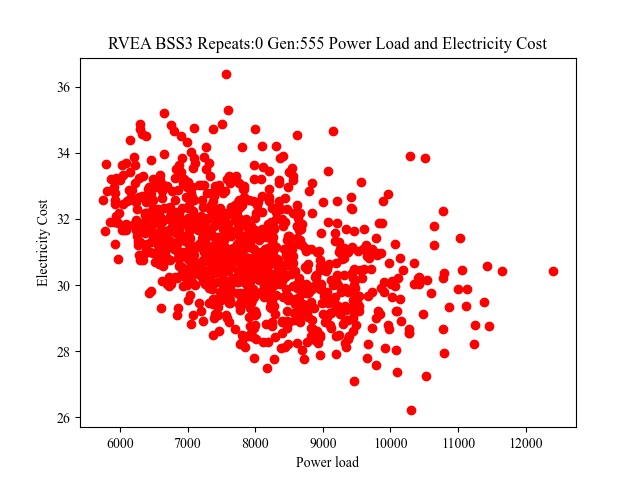 RVEA BSS3 Repeats:0 Gen:555 Power Load and Electricity Cost
Electricity Cost
36
34
32
30
28
26
6000 7000 8000 9000 10000 11000 12000
Power load